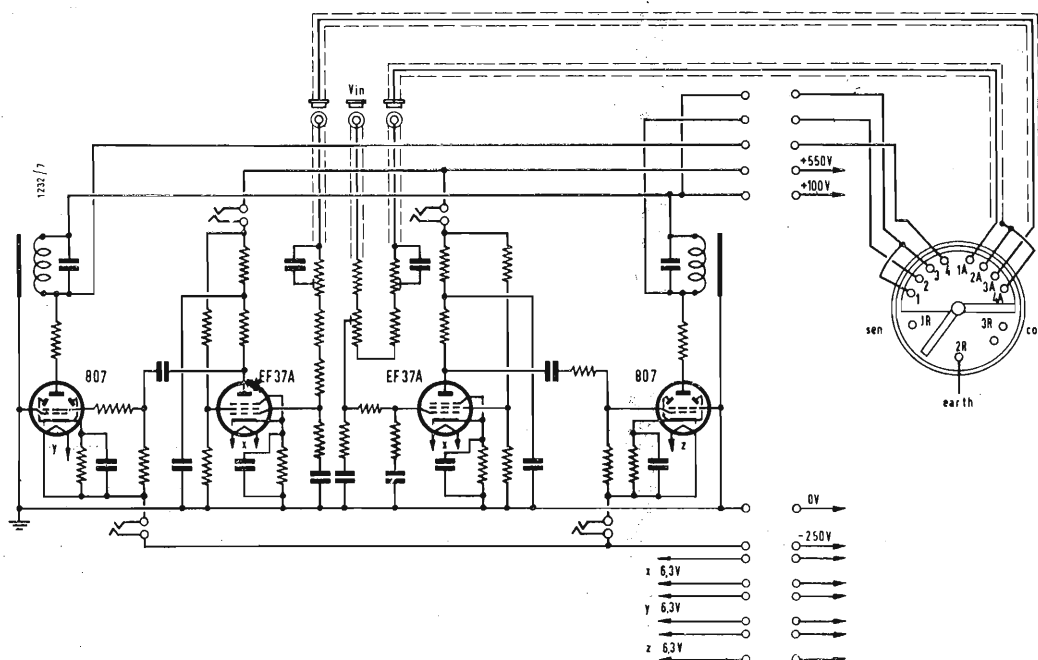 Vin
+550V
+100V
1232/7
1
2
3
4
1A
2A
3A
4A
sen
1R
2R
3R
co
earth
807
EF37A
EF37A
807
y
x
x
z
0V
-250V
x 6,3V
y 6,3V
z 6,3V